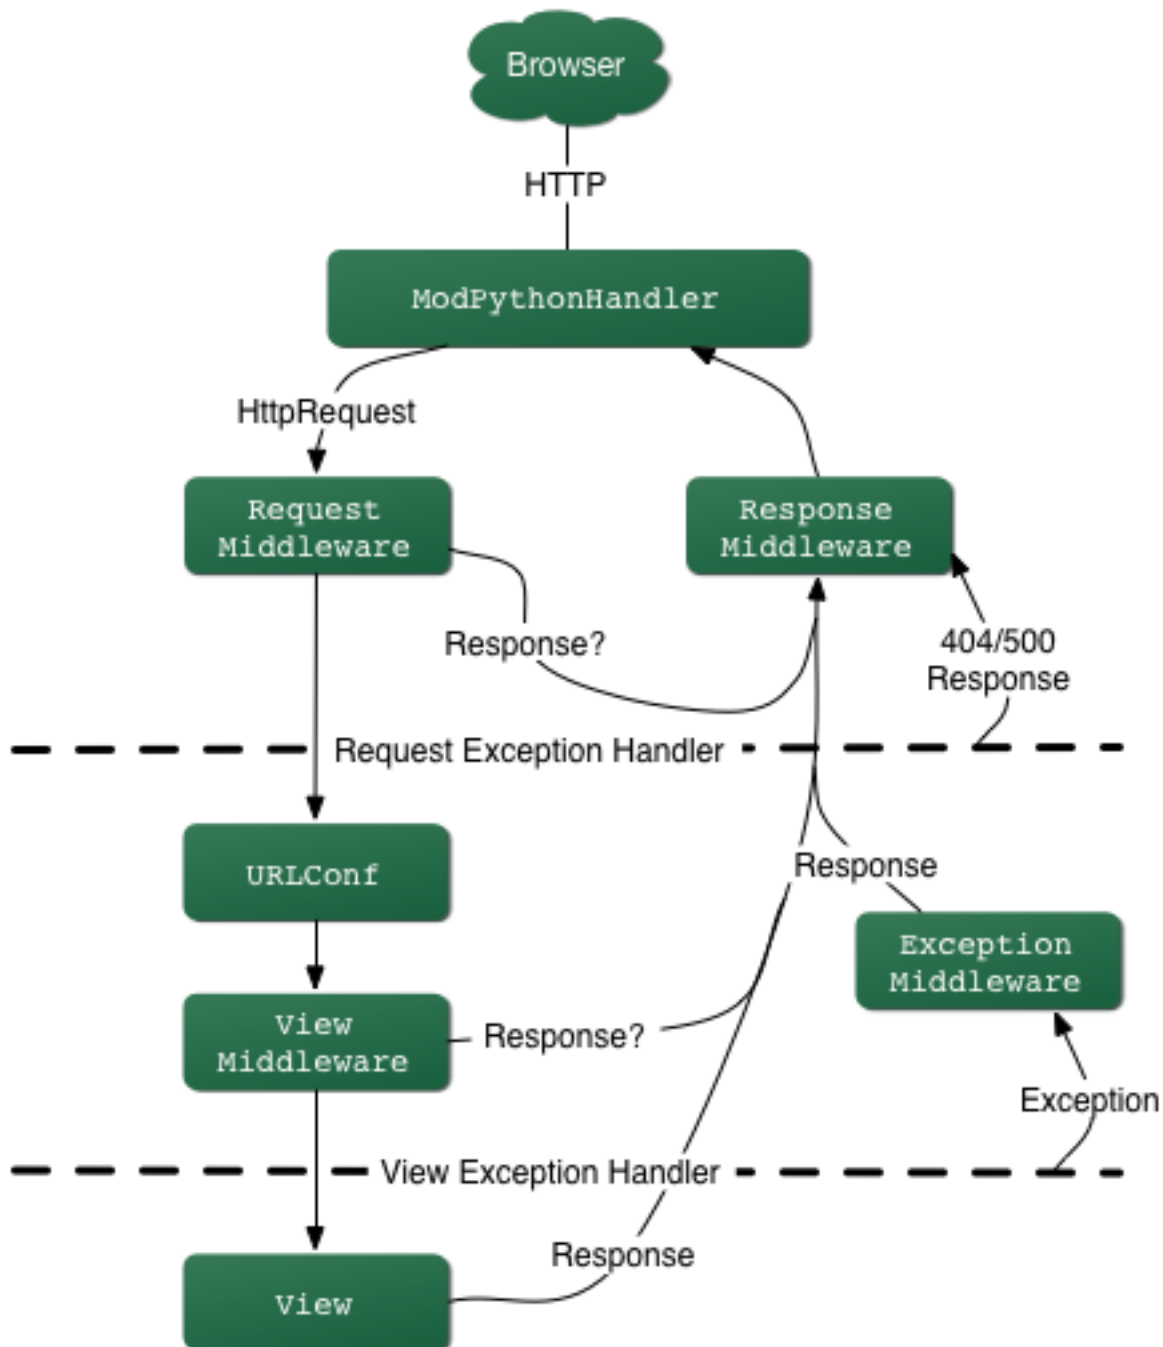 Browser
HTTP
ModPythonHandler
HttpRequest
Request
Middleware
Response
Middleware
Response?
404/500
Response
Request Exception Handler
URLConf
Response
Exception
Middleware
View
Middleware
Response?
Exception
View Exception Handler
Response
View